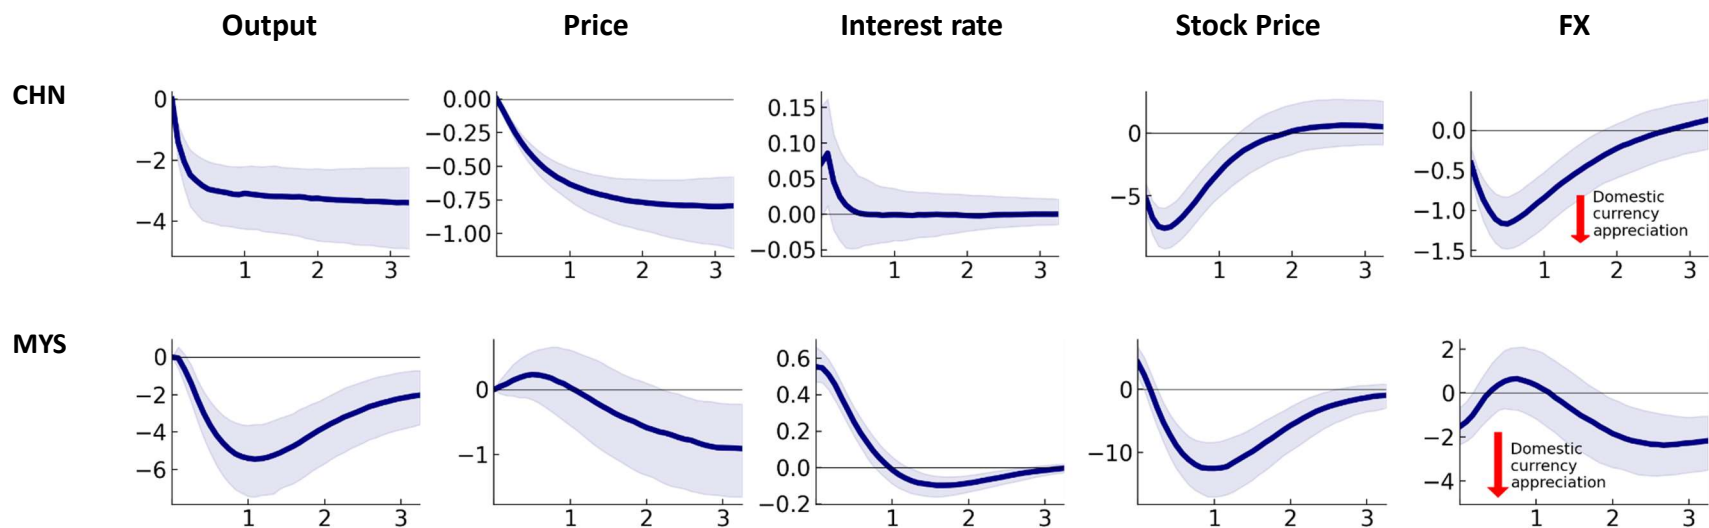 Output Price Interest rate Stock Price FX
CHN
0
−2
−4
1 2 3
0.00
−0.25
−0.50
−0.75
−1.00
1 2 3
0.15
0.10
0.05
0.00
−0.05
1 2 3
0
−5
1 2 3
0.0
−0.5
−1.0
−1.5
1 2 3
Domestic
currency
appreciation
MYS
0
−2
−4
−6
1 2 3
0
−1
1 2 3
0.6
0.4
0.2
0.0
−0.2
1 2 3
0
−10
1 2 3
2
0
−2
−4
1 2 3
Domestic
currency
appreciation